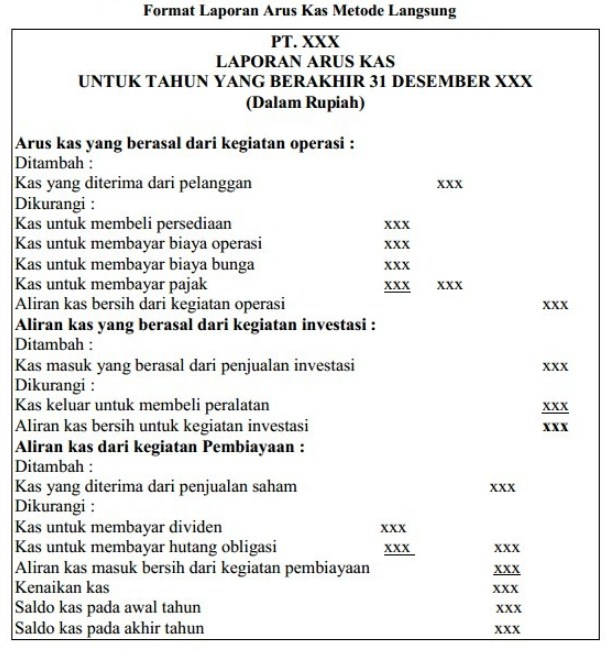 Format Laporan Arus Kas Metode Langsung
PT. XXX
LAPORAN ARUS KAS
UNTUK TAHUN YANG BERAKHIR 31 DESEMBER XXX
(Dalam Rupiah)
Arus kas yang berasal dari kegiatan operasi :
Ditambah :
Kas yang diterima dari pelanggan xxx
Dikurangi :
Kas untuk membeli persediaan xxx
Kas untuk membayar biaya operasi xxx
Kas untuk membayar biaya bunga xxx
Kas untuk membayar pajak xxx xxx
Aliran kas bersih dari kegiatan operasi xxx
Aliran kas yang berasal dari kegiatan investasi :
Ditambah :
Kas masuk yang berasal dari penjualan investasi xxx
Dikurangi :
Kas keluar untuk membeli peralatan xxx
Aliran kas bersih untuk kegiatan investasi xxx
Aliran kas dari kegiatan Pembiayaan :
Ditambah :
Kas yang diterima dari penjualan saham xxx
Dikurangi :
Kas untuk membayar dividen xxx
Kas untuk membayar hutang obligasi xxx xxx
Aliran kas masuk bersih dari kegiatan pembiayaan xxx
Kenaikan kas xxx
Saldo kas pada awal tahun xxx
Saldo kas pada akhir tahun xxx